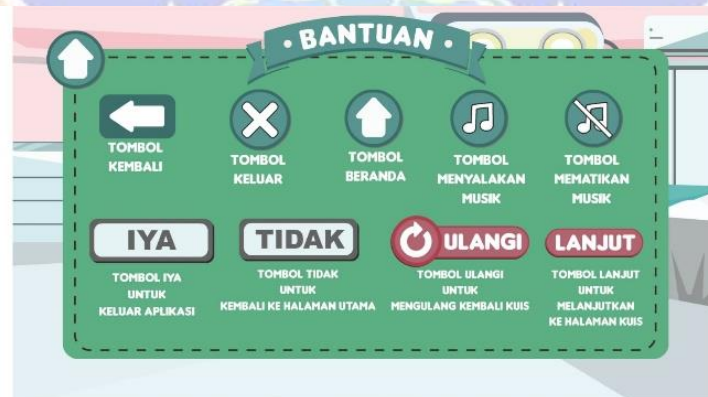 • BANTUAN •
TOMBOL
KEMBALI
TOMBOL
KELUAR
TOMBOL
BERANDA
TOMBOL
MENYALAKAN
MUSIK
TOMBOL
MEMATIKAN
MUSIK
IYA
TOMBOL IYA
UNTUK
KELUAR APLIKASI
TIDAK
TOMBOL TIDAK
UNTUK
KEMBALI KE HALAMAN UTAMA
ULANGI
TOMBOL ULANGI
UNTUK
MENGULANG KEMBALI KUIS
LANJUT
TOMBOL LANJUT
UNTUK
MELANJUTKAN
KE HALAMAN KUIS